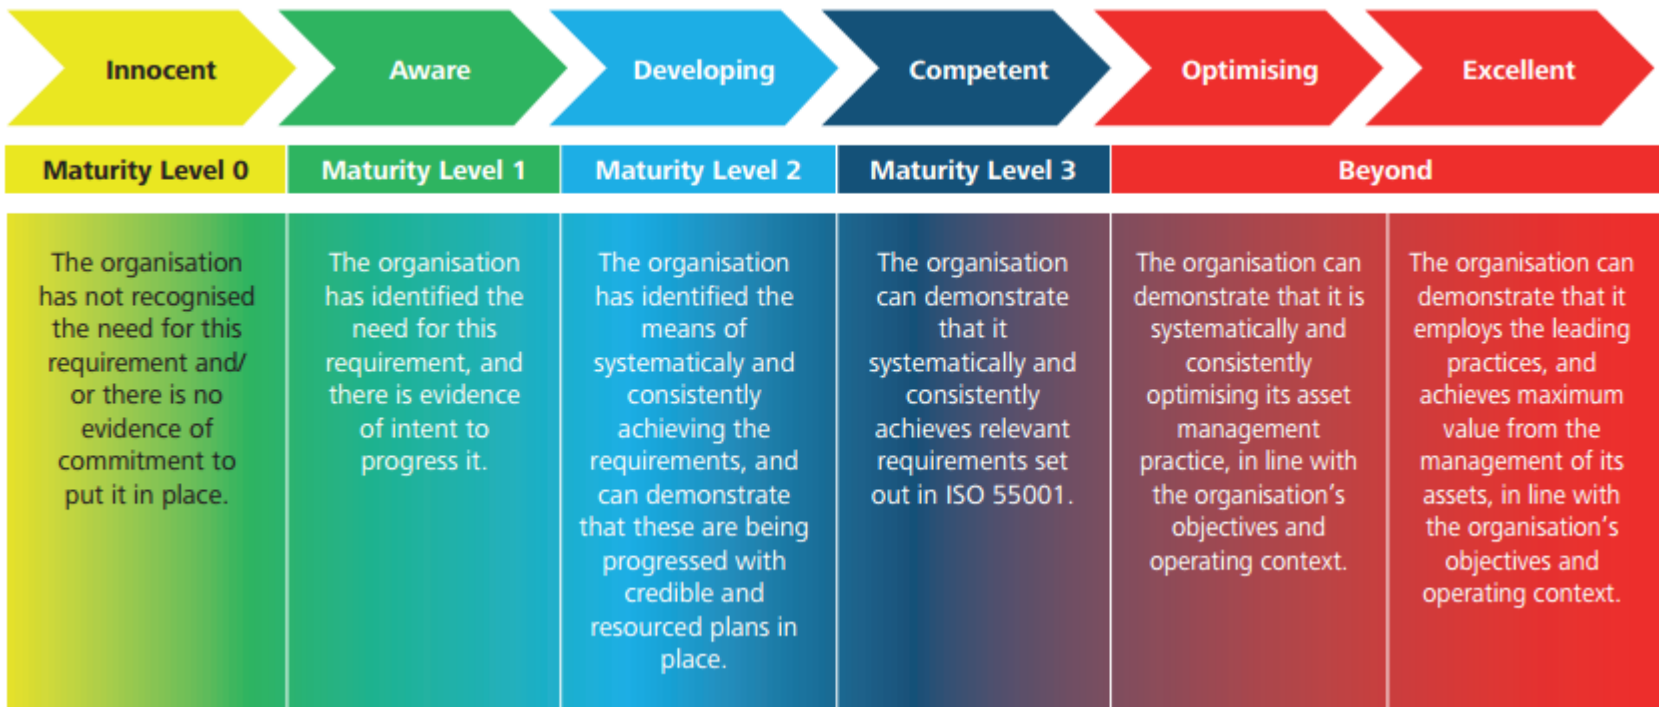 Innocent
Aware
Developing
Competent
Optimising
Excellent
Maturity Level 0
Maturity Level 1
Maturity Level 2
Maturity Level 3
Beyond
The organisation
has not recognised
the need for this
requirement and/
or there is no
evidence of
commitment to
put it in place.
The organisation
has identified the
need for this
requirement, and
there is evidence
of intent to
progress it.
The organisation
has identified the
means of
systematicaly and
consistently
achieving the
requirements, and
can demonstrate
that these are being
progressed with
credible and
resourced plans in
place.
The organisation
can demonstrate
that it
systematically and
consistently
achieves relevant
requirements set
out in ISO 55001.
The organisation can
demonstrate that it is
systematically and
consistently
optimising its asset
management
practice, in line with
the organisation’s
objectives and
operating context.
The organisation can
demonstrate that it
employs the leading
practices, and
achieves maximum
value from the
management of its
assets, in line with
the organisation’s
objectives and
operating context.